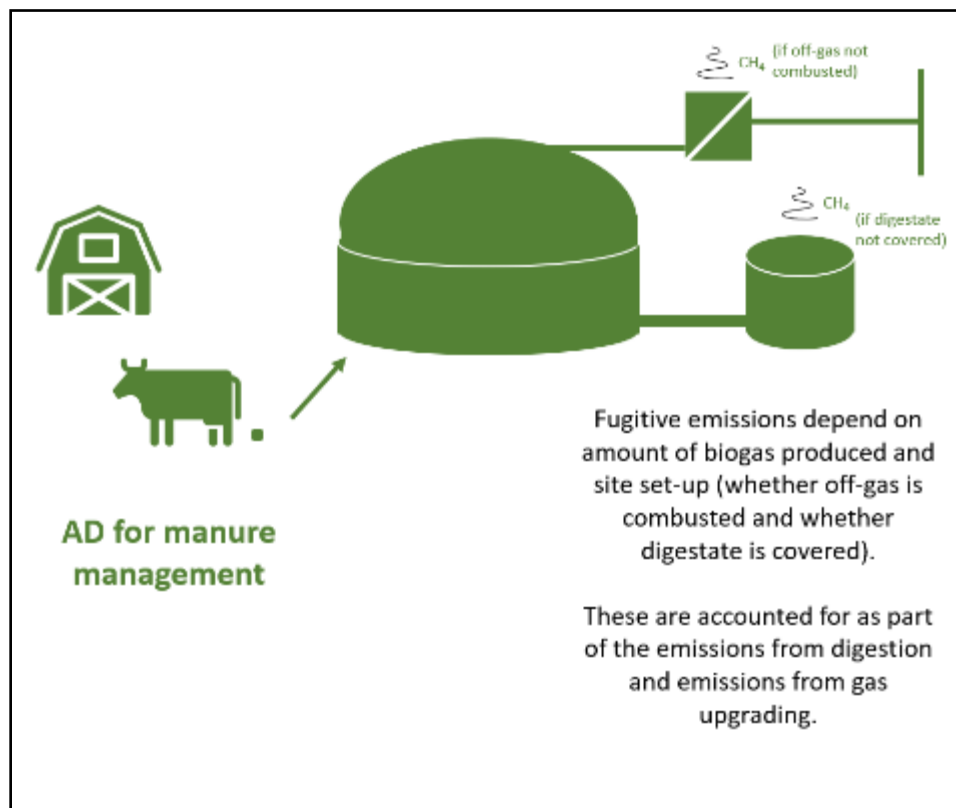 CH₄ (if off-gas not
combusted)
CH₄
(if digestate
not covered)
Fugitive emissions depend on
amount of biogas produced and
site set-up (whether off-gas is
combusted and whether
digestate is covered).
AD for manure
management
These are accounted for as part
of the emissions from digestion
and emissions from gas
upgrading.